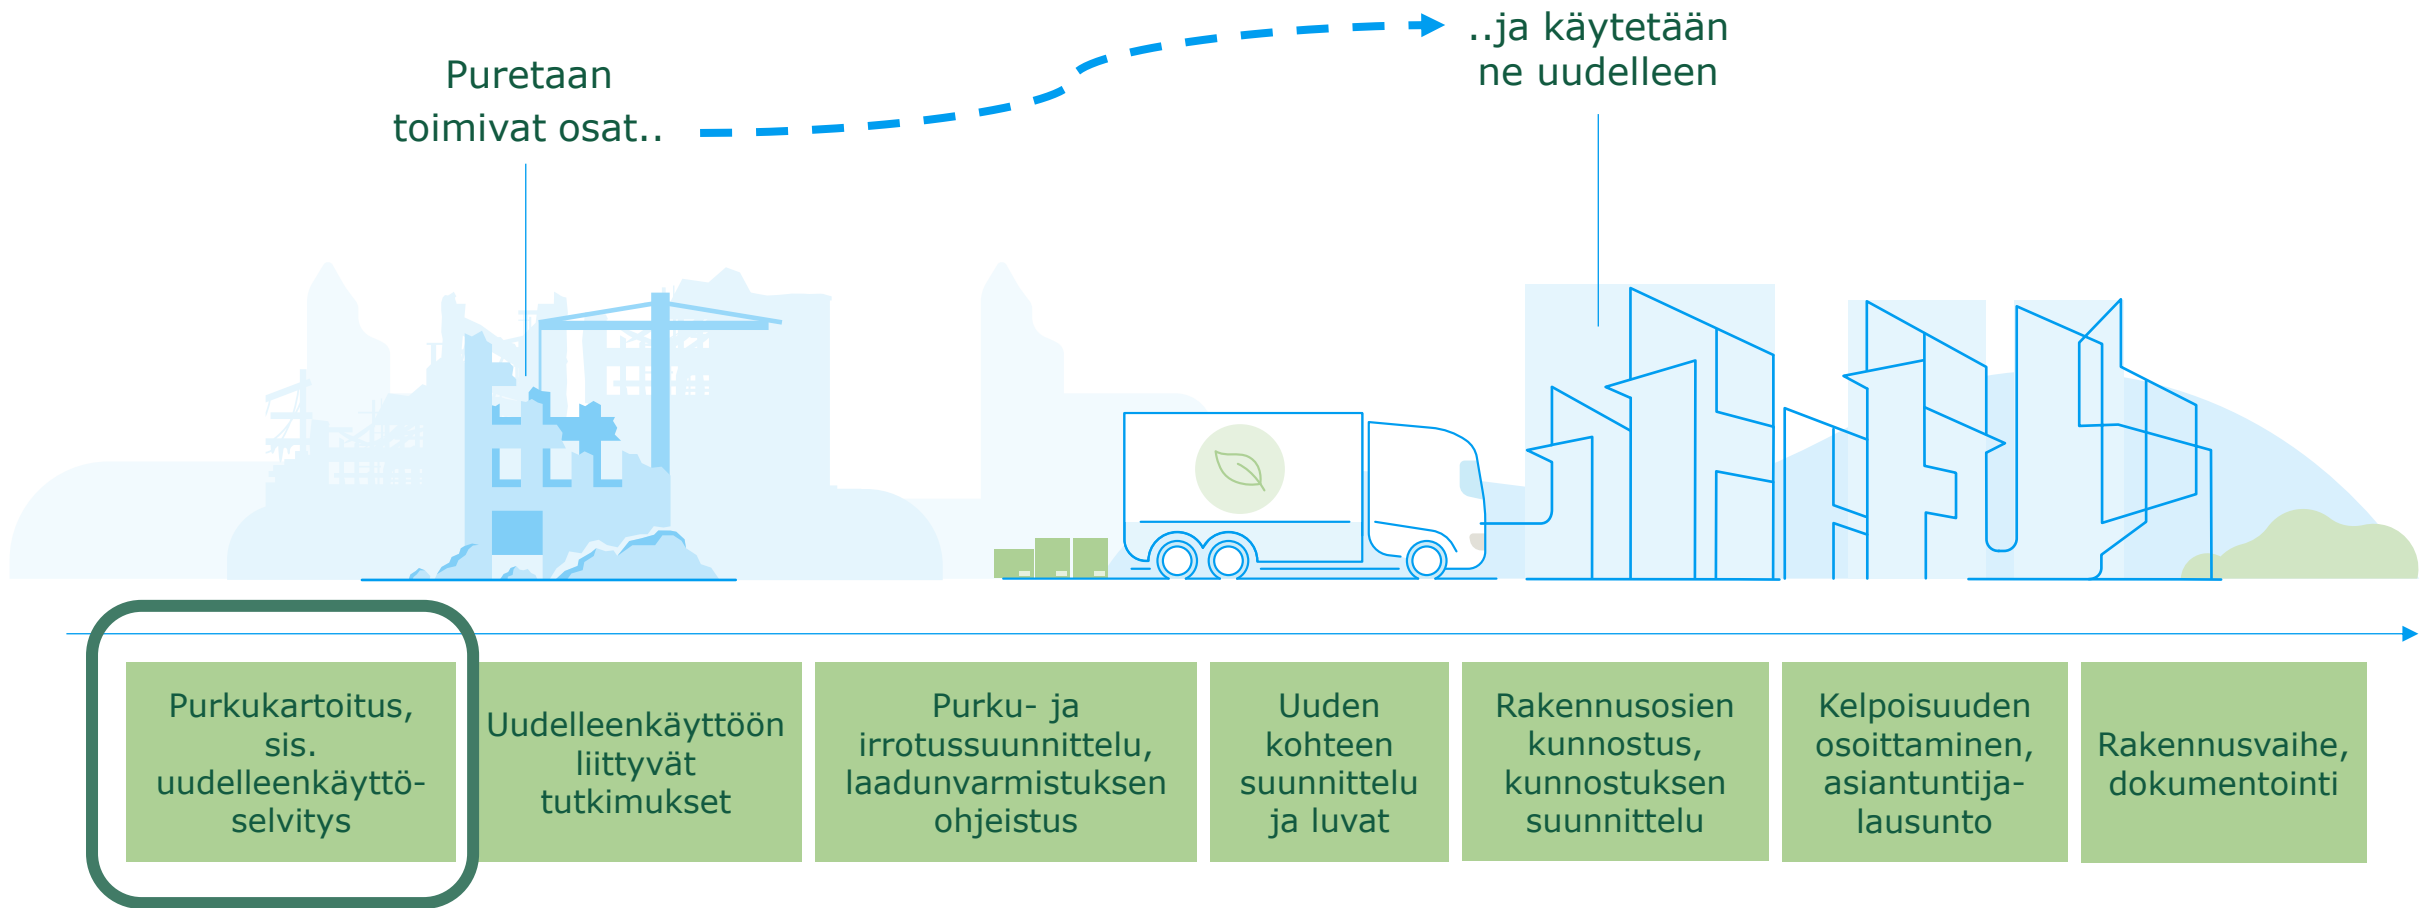 Puretaan
toimivat osat..
..ja käytetään
ne uudelleen
Purkukartoitus,
sis.
uudelleenkäyttö-
selvitys
Uudelleenkäyttöön
liittyvät
tutkimukset
Purku- ja
irrotussuunnittelu,
laadunvarmistuksen
ohjeistus
Uuden
kohteen
suunnittelu
ja luvat
Rakennusosien
kunnostus,
kunnostuksen
suunnittelu
Kelpoisuuden
osoittaminen,
asiantuntija-
lausunto
Rakennusvaihe,
dokumentointi